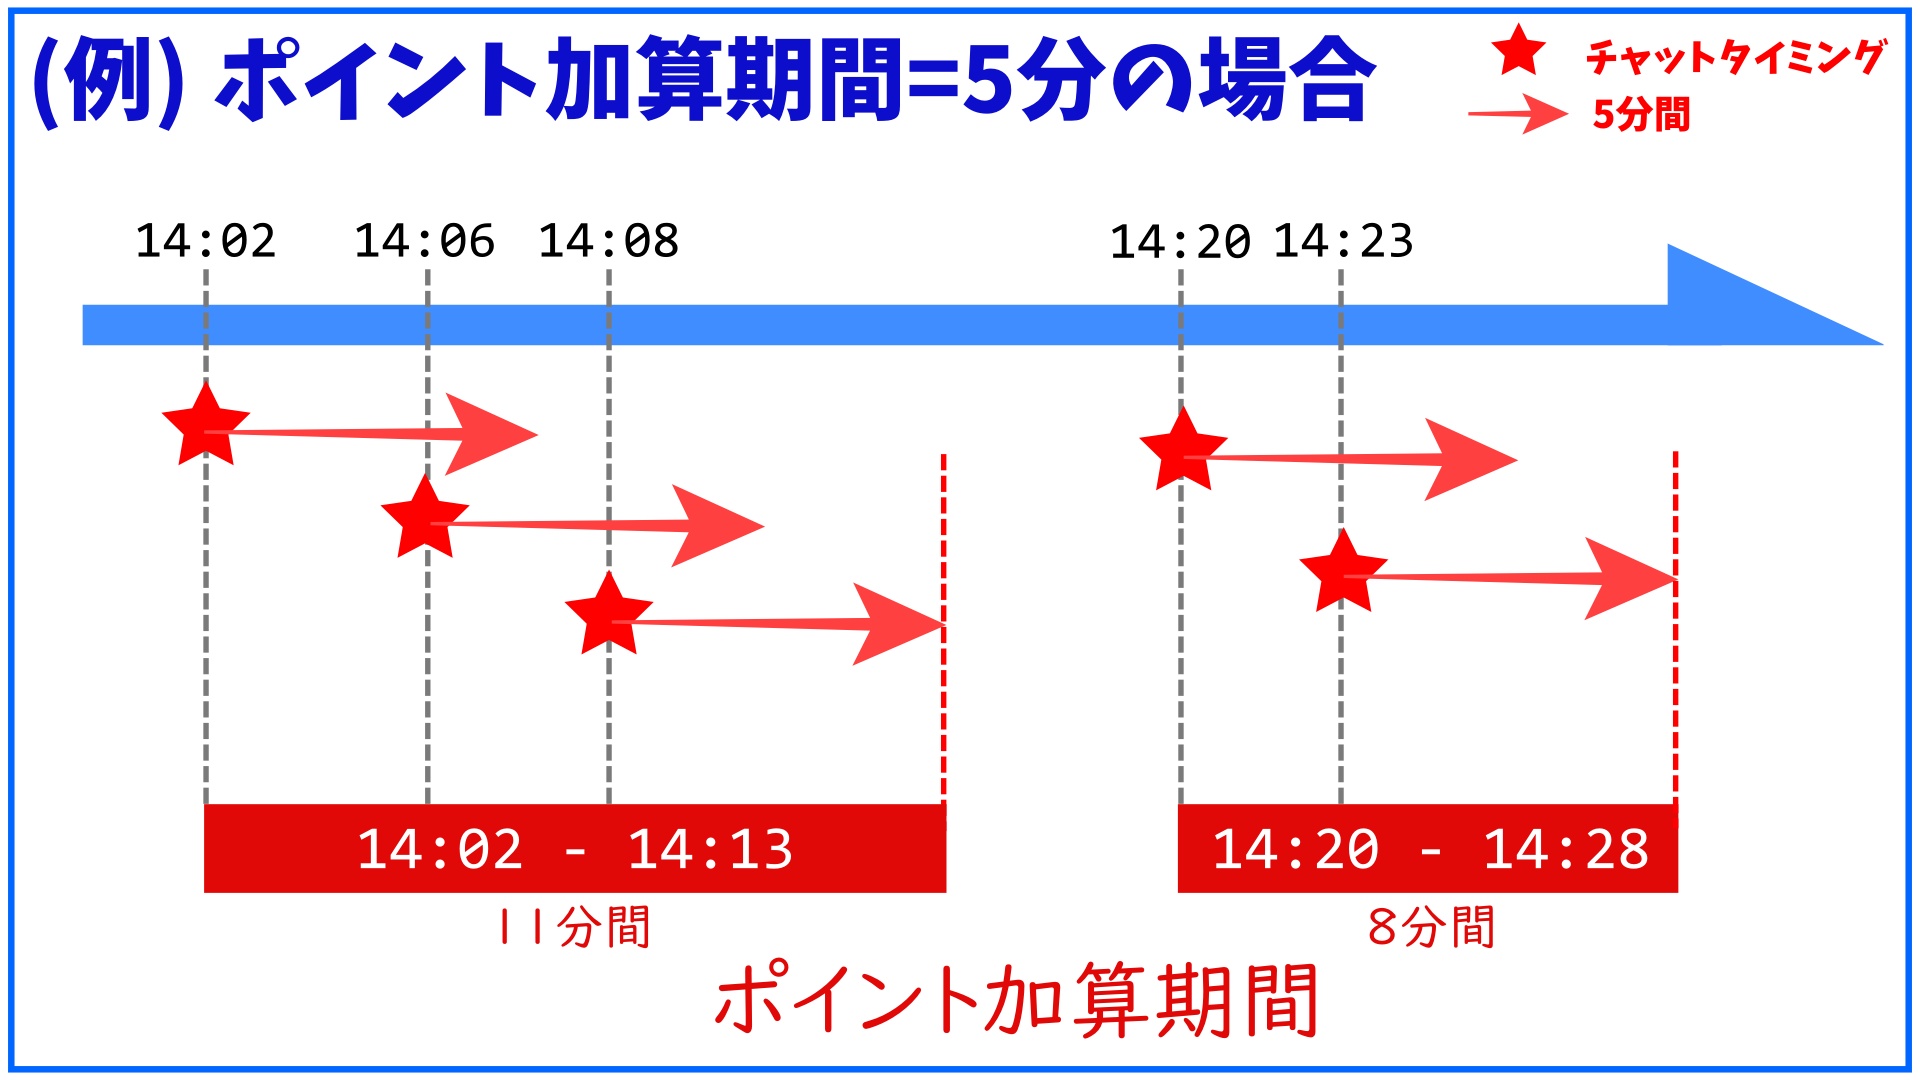 (例) ポイント加算期間=5分の場合
チャットタイミング
5分間
14:02 14:06 14:08 14:20 14:23
14:02 - 14:13 14:20 - 14:28
11分間 8分間
ポイント加算期間